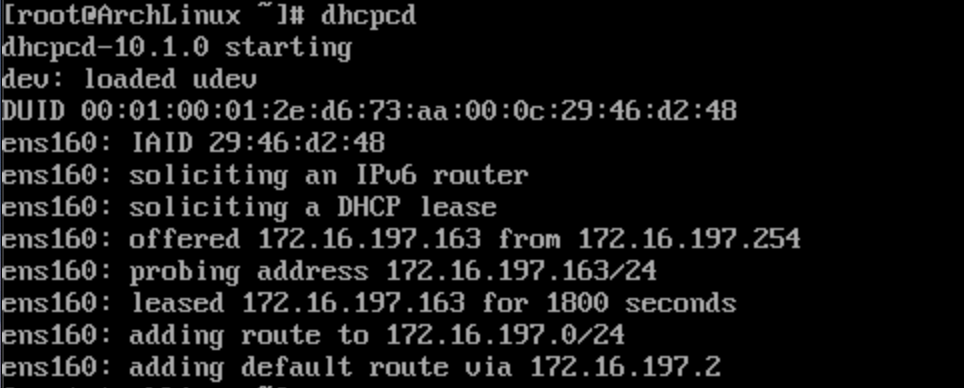 [root@ArchLinux ~]# dhcpcd
dhcpcd-10.1.0 starting
dev: loaded udev
DUID 00:01:00:01:2e:d6:73:aa:00:0c:29:46:d2:48
ens160: IAID 29:46:d2:48
ens160: soliciting an IPv6 router
ens160: soliciting a DHCP lease
ens160: offered 172.16.197.163 from 172.16.197.254
ens160: probing address 172.16.197.163/24
ens160: leased 172.16.197.163 for 1800 seconds
ens160: adding route to 172.16.197.0/24
ens160: adding default route via 172.16.197.2